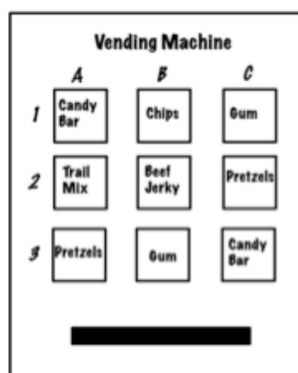 Vending Machine
A B C
1 Candy Bar Chips Gum
2 Trail Mix Beef Jerky Pretzels
3 Pretzels Gum Candy Bar